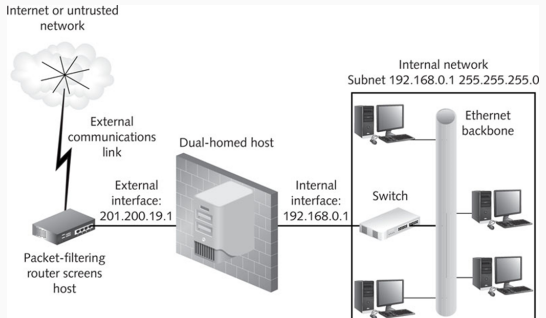 Internet or untrusted
network
External
communications
link
Dual-homed host
External
interface:
201.200.19.1
Internal
interface:
192.168.0.1
Packet-filtering
router screens
host
Internal network
Subnet 192.168.0.1 255.255.255.0
Ethernet
backbone
Switch